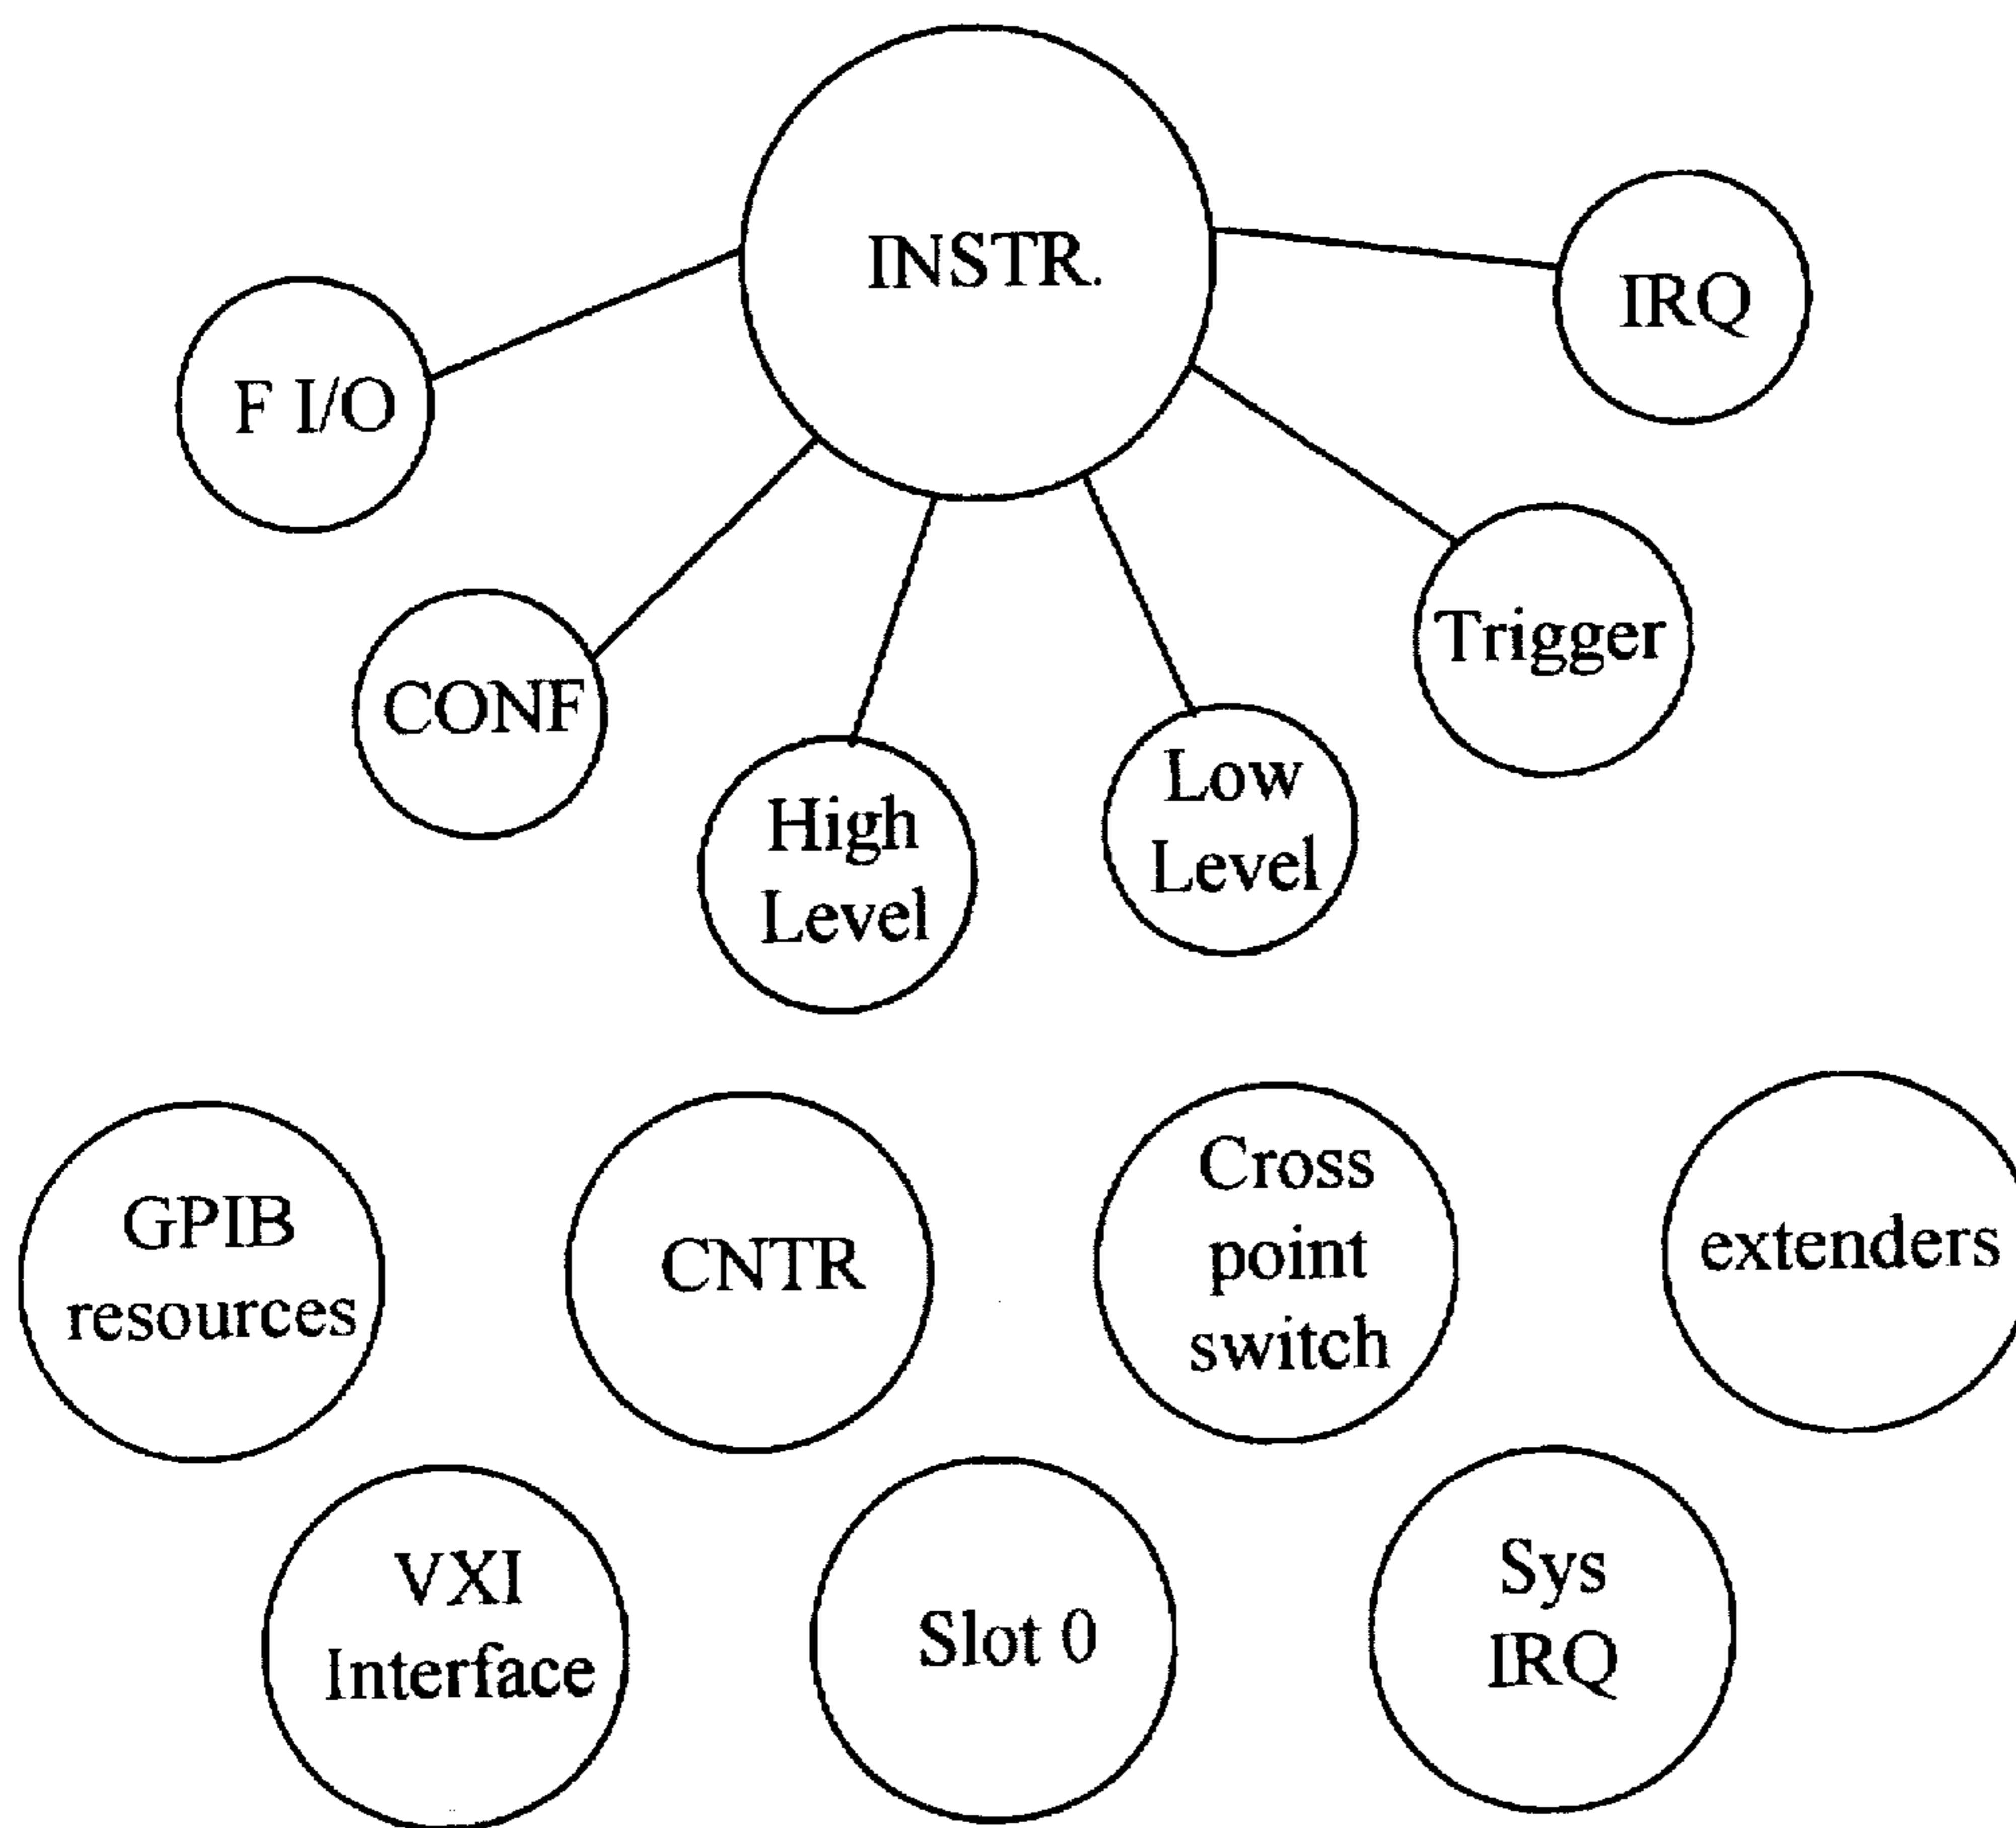 INSTR.
IRQ
F I/O
Trigger
CONF
High
Level
Low
Level
GPIB
resources
CNTR
Cross
point
switch
extenders
VXI
Interface
Slot 0
Sys
IRQ